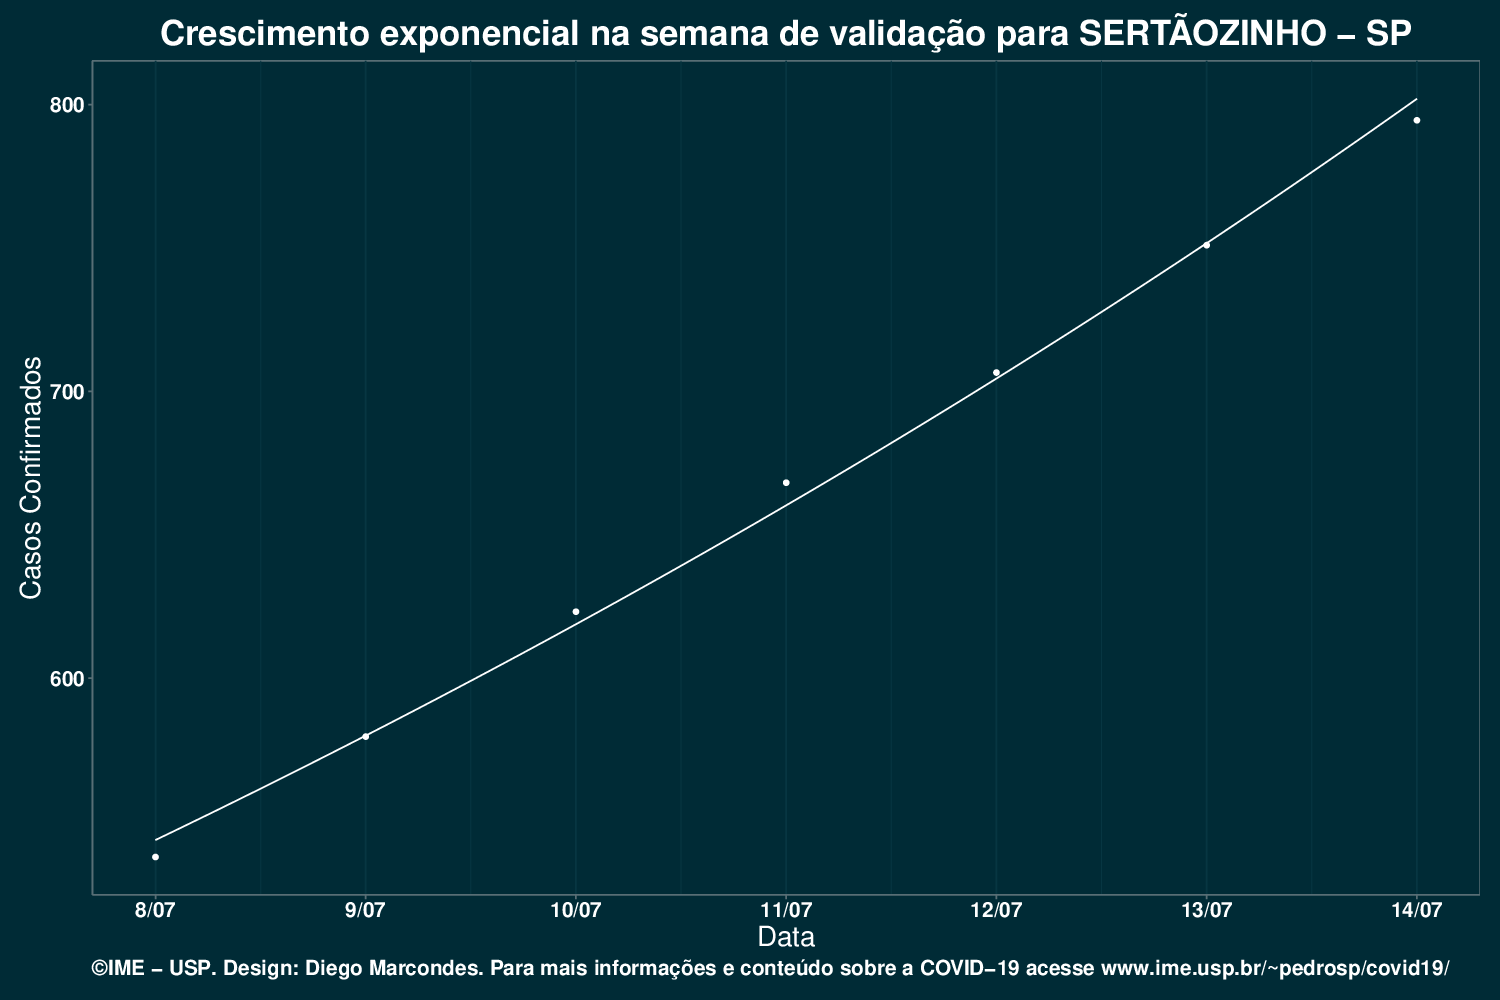 Crescimento exponencial na semana de validação para SERTÃOZINHO – SP
800
700
600
Casos Confirmados
8/07 9/07 10/07 11/07 12/07 13/07 14/07
Data
©IME – USP. Design: Diego Marcondes. Para mais informações e conteúdo sobre a COVID–19 acesse www.ime.usp.br/~pedrosp/covid19/